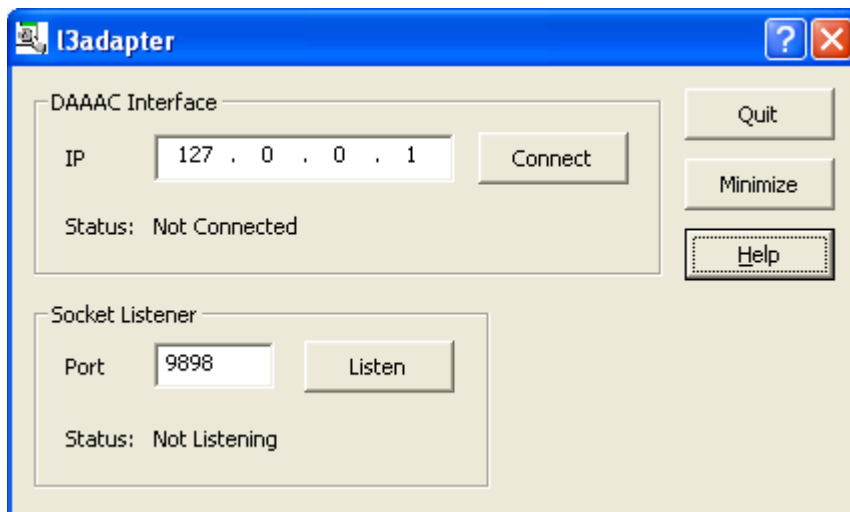 l3adapter
DAAAC Interface
IP 127 . 0 . 0 . 1 Connect
Status: Not Connected
Quit
Minimize
Help
Socket Listener
Port 9898 Listen
Status: Not Listening